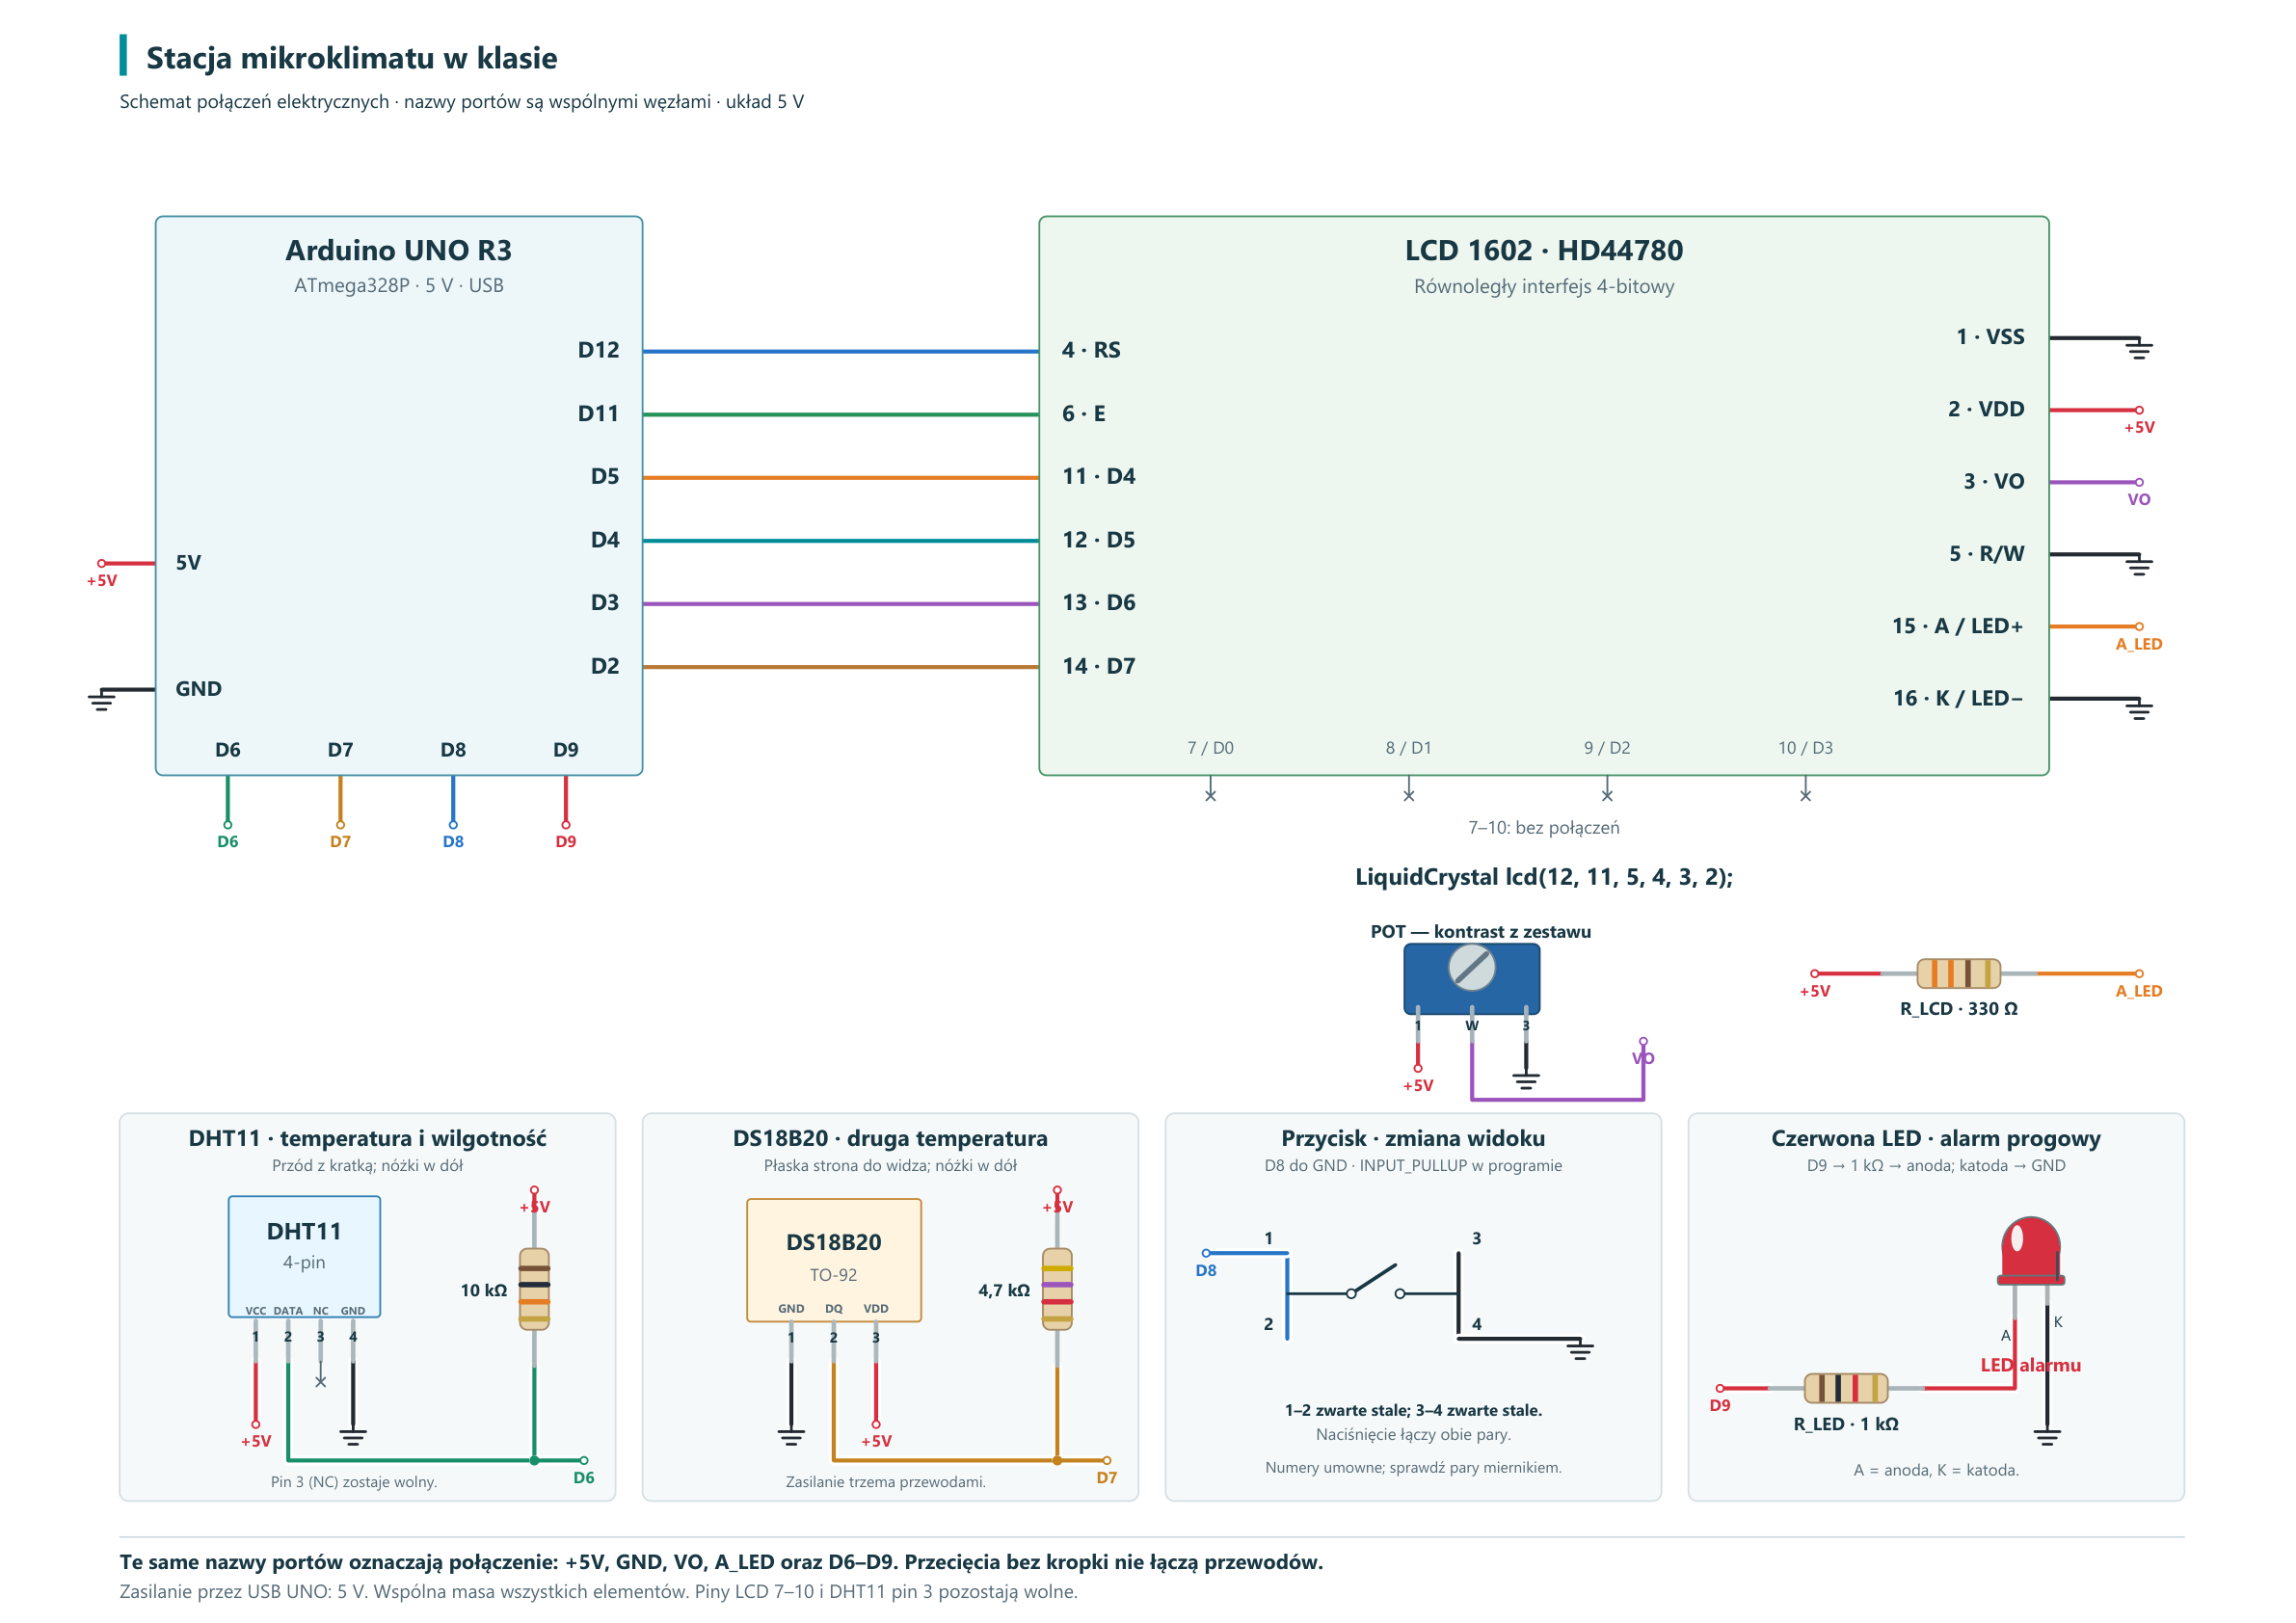 Stacja mikroklimatu w klasie
Schemat połączeń elektrycznych · nazwy portów są wspólnymi węzłami · układ 5 V
Arduino UNO R3
ATmega328P · 5 V · USB
D12
D11
D5
D4
D3
D2
5V
+5V
GND
D6 D7 D8 D9
D6 D7 D8 D9
LCD 1602 · HD44780
Równoległy interfejs 4-bitowy
4 · RS
6 · E
11 · D4
12 · D5
13 · D6
14 · D7
1 · VSS
2 · VDD
+5V
3 · VO
VO
5 · R/W
15 · A / LED+
A_LED
16 · K / LED−
7 / D0 8 / D1 9 / D2 10 / D3
7–10: bez połączeń
LiquidCrystal lcd(12, 11, 5, 4, 3, 2);
POT — kontrast z zestawu
1 W 3
+5V
VO
+5V
A_LED
R_LCD · 330 Ω
DHT11 · temperatura i wilgotność
Przód z kratką; nóżki w dół
DHT11
4-pin
VCC DATA NC GND
1 2 3 4
+5V
+5V
10 kΩ
D6
Pin 3 (NC) zostaje wolny.
DS18B20 · druga temperatura
Płaska strona do widza; nóżki w dół
DS18B20
TO-92
GND DQ VDD
1 2 3
+5V
+5V
4,7 kΩ
D7
Zasilanie trzema przewodami.
Przycisk · zmiana widoku
D8 do GND · INPUT_PULLUP w programie
1 3
D8
2 4
1–2 zwarte stale; 3–4 zwarte stale.
Naciśnięcie łączy obie pary.
Numery umowne; sprawdź pary miernikiem.
Czerwona LED · alarm progowy
D9 → 1 kΩ → anoda; katoda → GND
A K
LED alarmu
D9
R_LED · 1 kΩ
A = anoda, K = katoda.
Te same nazwy portów oznaczają połączenie: +5V, GND, VO, A_LED oraz D6–D9. Przecięcia bez kropki nie łączą przewodów.
Zasilanie przez USB UNO: 5 V. Wspólna masa wszystkich elementów. Piny LCD 7–10 i DHT11 pin 3 pozostają wolne.